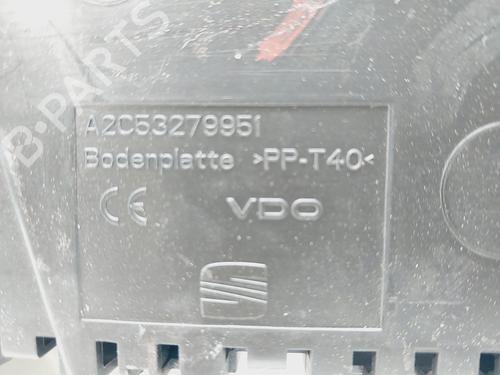 B-PARTS
A2C53279951
Bodenplatte >PP-T40<
CE VDO